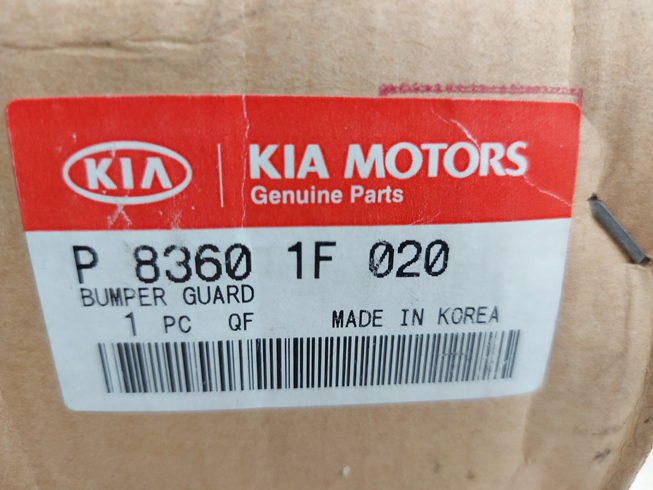 KIA
KIA MOTORS
Genuine Parts
P 8360 1F 020
BUMPER GUARD
1 PC QF MADE IN KOREA